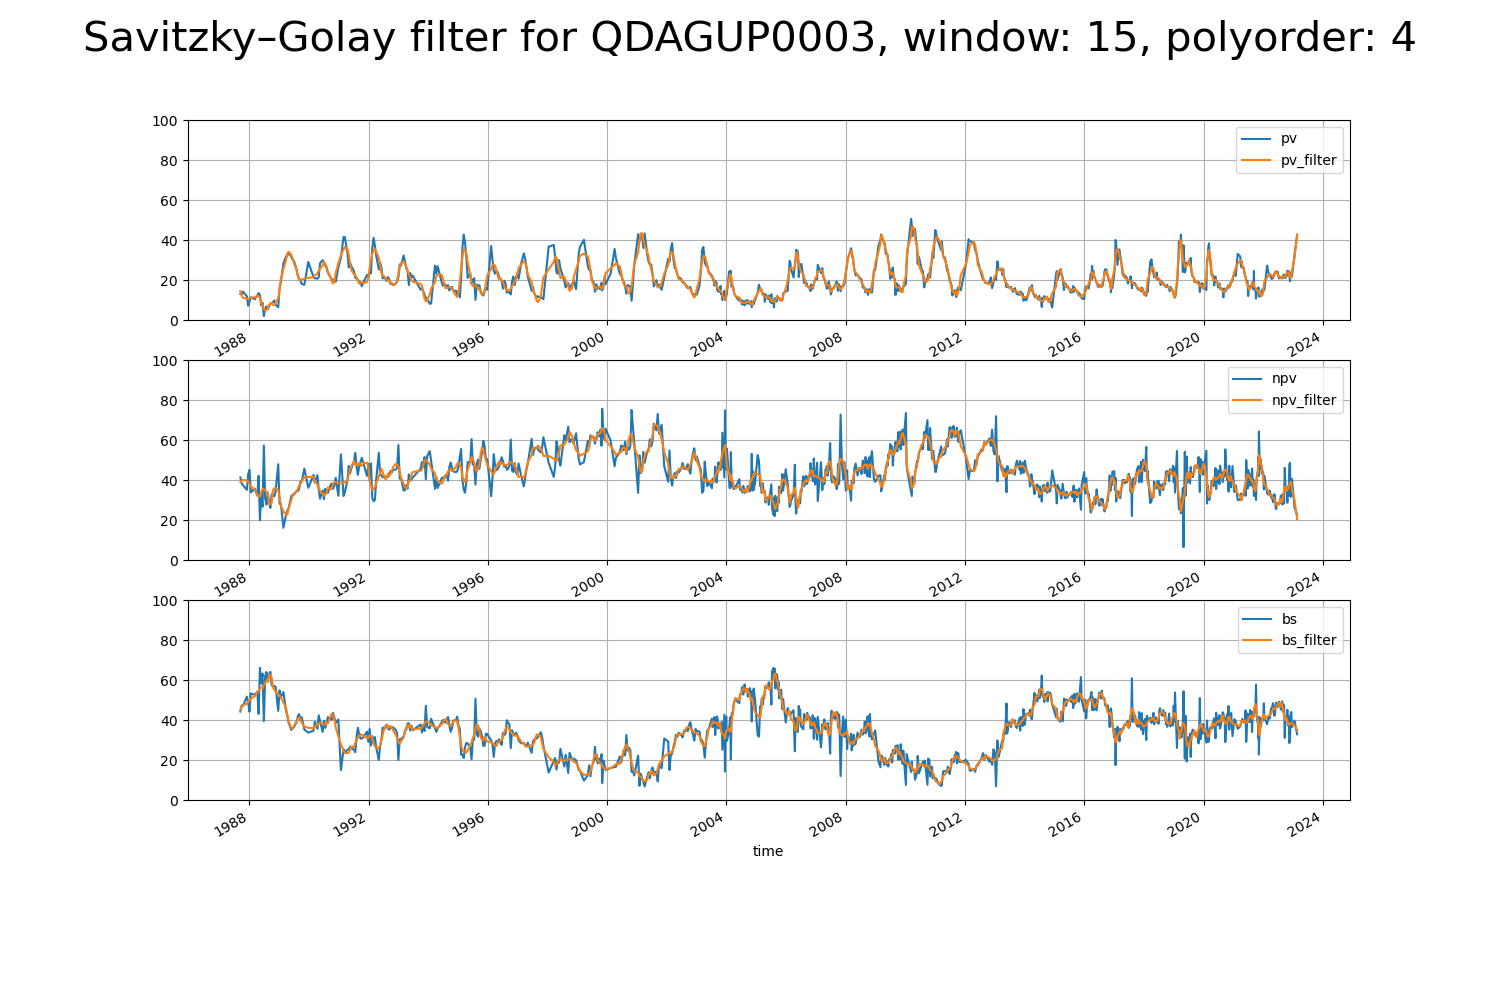 Savitzky–Golay filter for QDAGUP0003, window: 15, polyorder: 4
100
80
60
40
20
0
pv
pv_filter
1988 1992 1996 2000 2004 2008 2012 2016 2020 2024
100
80
60
40
20
0
npv
npv_filter
1988 1992 1996 2000 2004 2008 2012 2016 2020 2024
100
80
60
40
20
0
bs
bs_filter
1988 1992 1996 2000 2004 2008 2012 2016 2020 2024
time